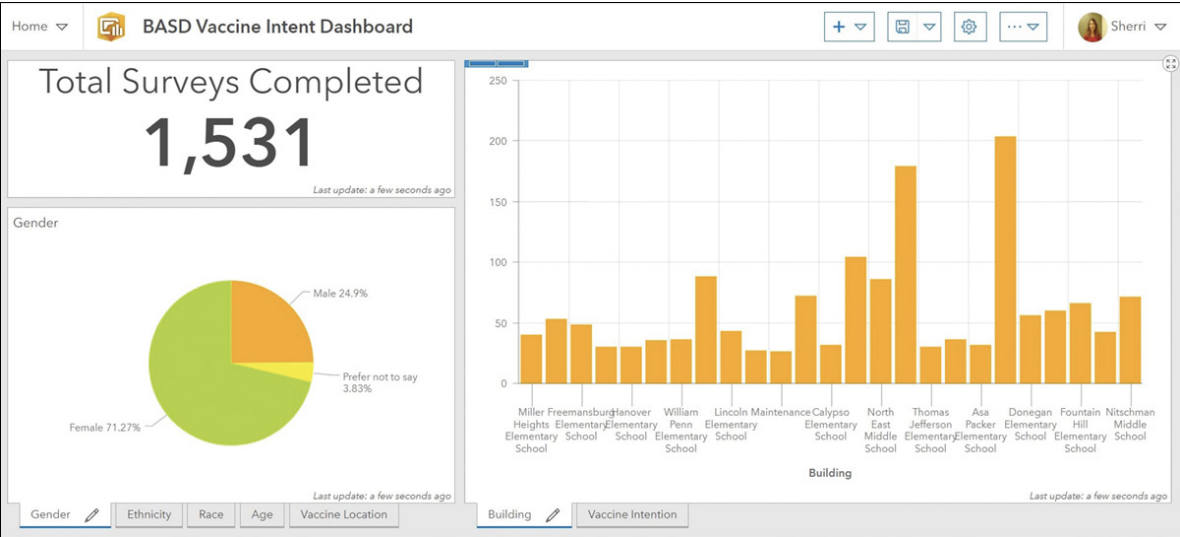 Home
BASD Vaccine Intent Dashboard
Sherri
Total Surveys Completed
1,531
Last update: a few seconds ago
Gender
Male 24.9%
Prefer not to say
3.83%
Female 71.27%
Last update: a few seconds ago
Gender
Ethnicity
Race
Age
Vaccine Location
250
200
150
100
50
0
Miller Heights Elementary School
Freemansburg Elementary School
Hanover Elementary School
William Penn Elementary School
Lincoln Elementary School
Maintenance
Calypso Elementary School
North East Middle School
Thomas Jefferson Elementary School
Asa Packer Elementary School
Donegan Elementary School
Fountain Hill Elementary School
Nitschman Middle School
Building
Last update: a few seconds ago
Building
Vaccine Intention